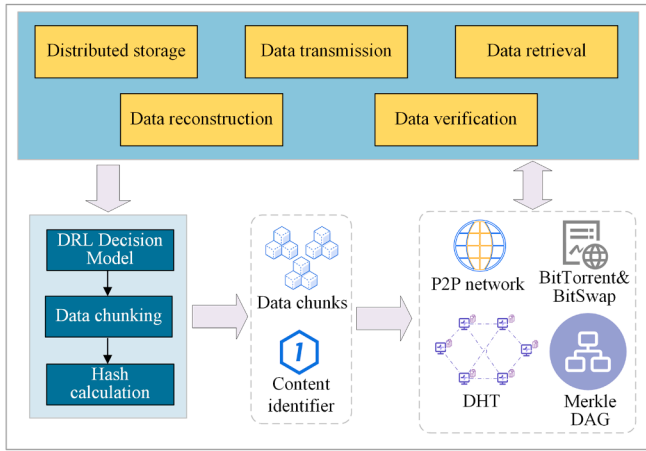 Distributed storage
Data transmission
Data retrieval
Data reconstruction
Data verification
DRL Decision
Model
Data chunking
Hash
calculation
Data chunks
1
Content
identifier
P2P network
BitTorrent&
BitSwap
DHT
Merkle
DAG